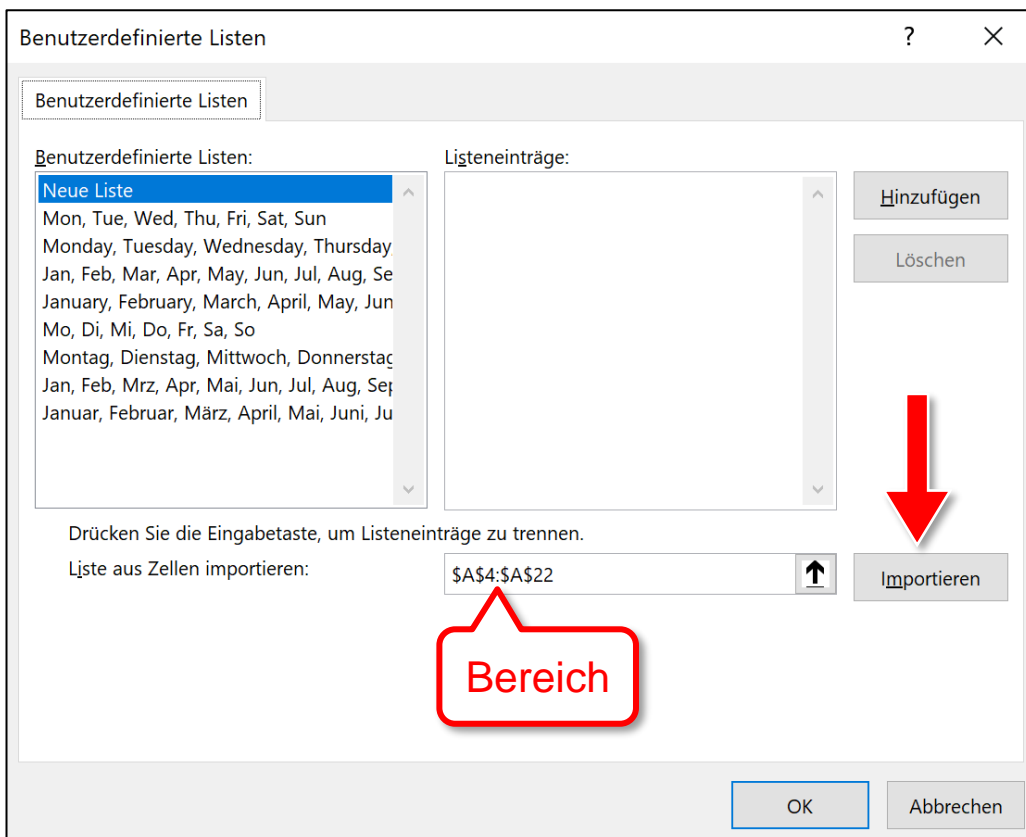 Benutzerdefinierte Listen
?
Benutzerdefinierte Listen
Benutzerdefinierte Listen:
Neue Liste
Mon, Tue, Wed, Thu, Fri, Sat, Sun
Monday, Tuesday, Wednesday, Thursday
Jan, Feb, Mar, Apr, May, Jun, Jul, Aug, Se
January, February, March, April, May, Jun
Mo, Di, Mi, Do, Fr, Sa, So
Montag, Dienstag, Mittwoch, Donnerstag
Jan, Feb, Mrz, Apr, Mai, Jun, Jul, Aug, Sep
Januar, Februar, März, April, Mai, Juni, Ju
Listeneinträge:
Hinzufügen
Löschen
Drücken Sie die Eingabetaste, um Listeneinträge zu trennen.
Liste aus Zellen importieren:
$A$4:$A$22
Importieren
Bereich
OK
Abbrechen